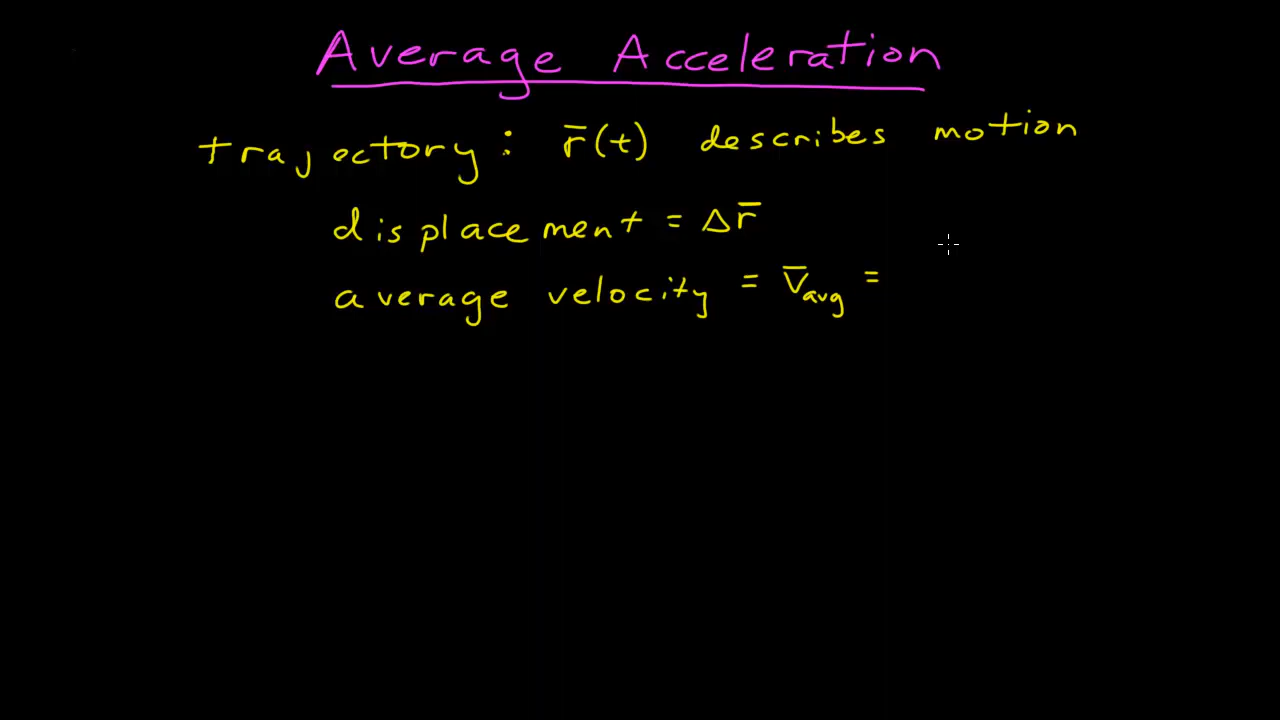 Average Acceleration
trajectory: r̄(t) describes motion
displacement = Δr̄
average velocity = v̄avg =